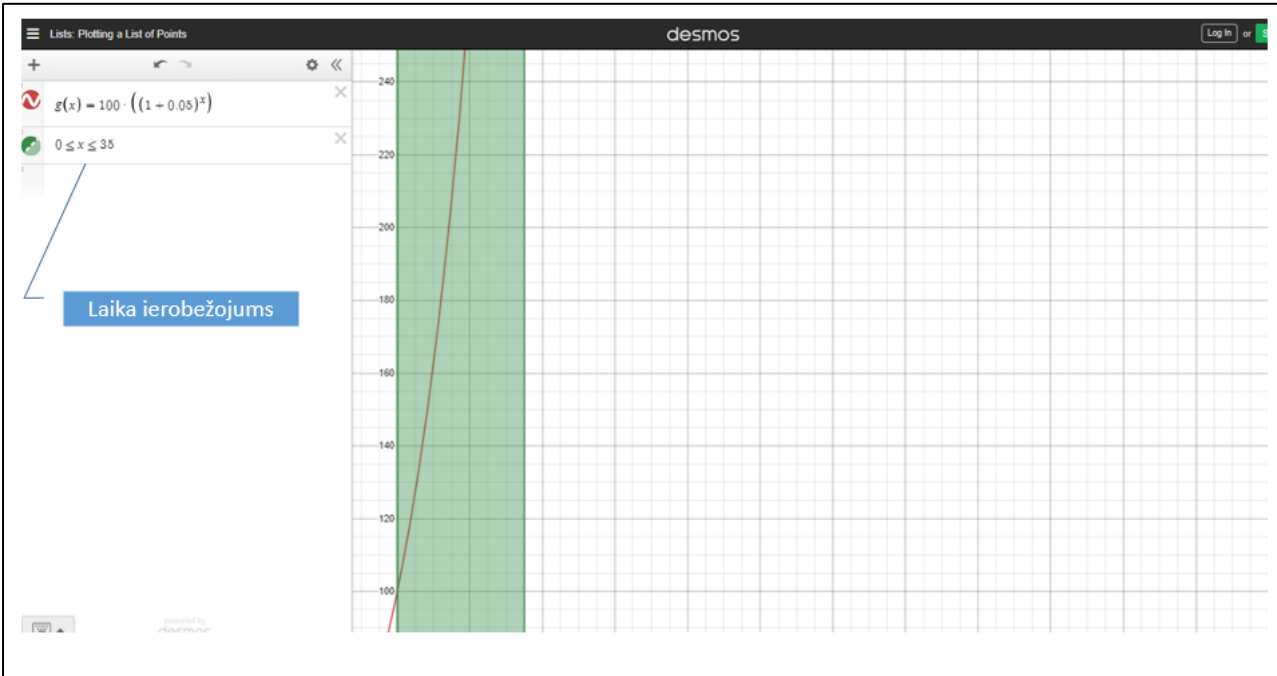 Lists: Plotting a List of Points
desmos
Log In or
g(x) = 100 · ((1 + 0.05)^x)
0 ≤ x ≤ 35
Laika ierobežojums
powered by
desmos
240
220
200
180
160
140
120
100